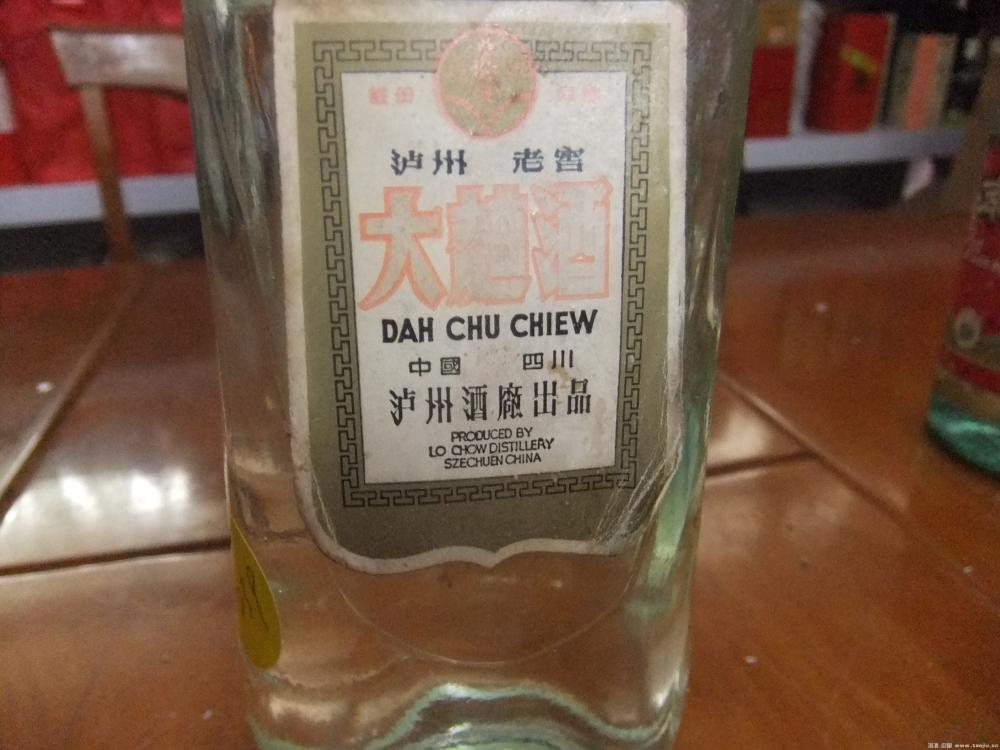 泸州 老窖
大麯酒
DAH CHU CHIEW
中國 四川
泸州酒廠出品
PRODUCED BY
LO CHOW DISTILLERY
SZECHUEN CHINA